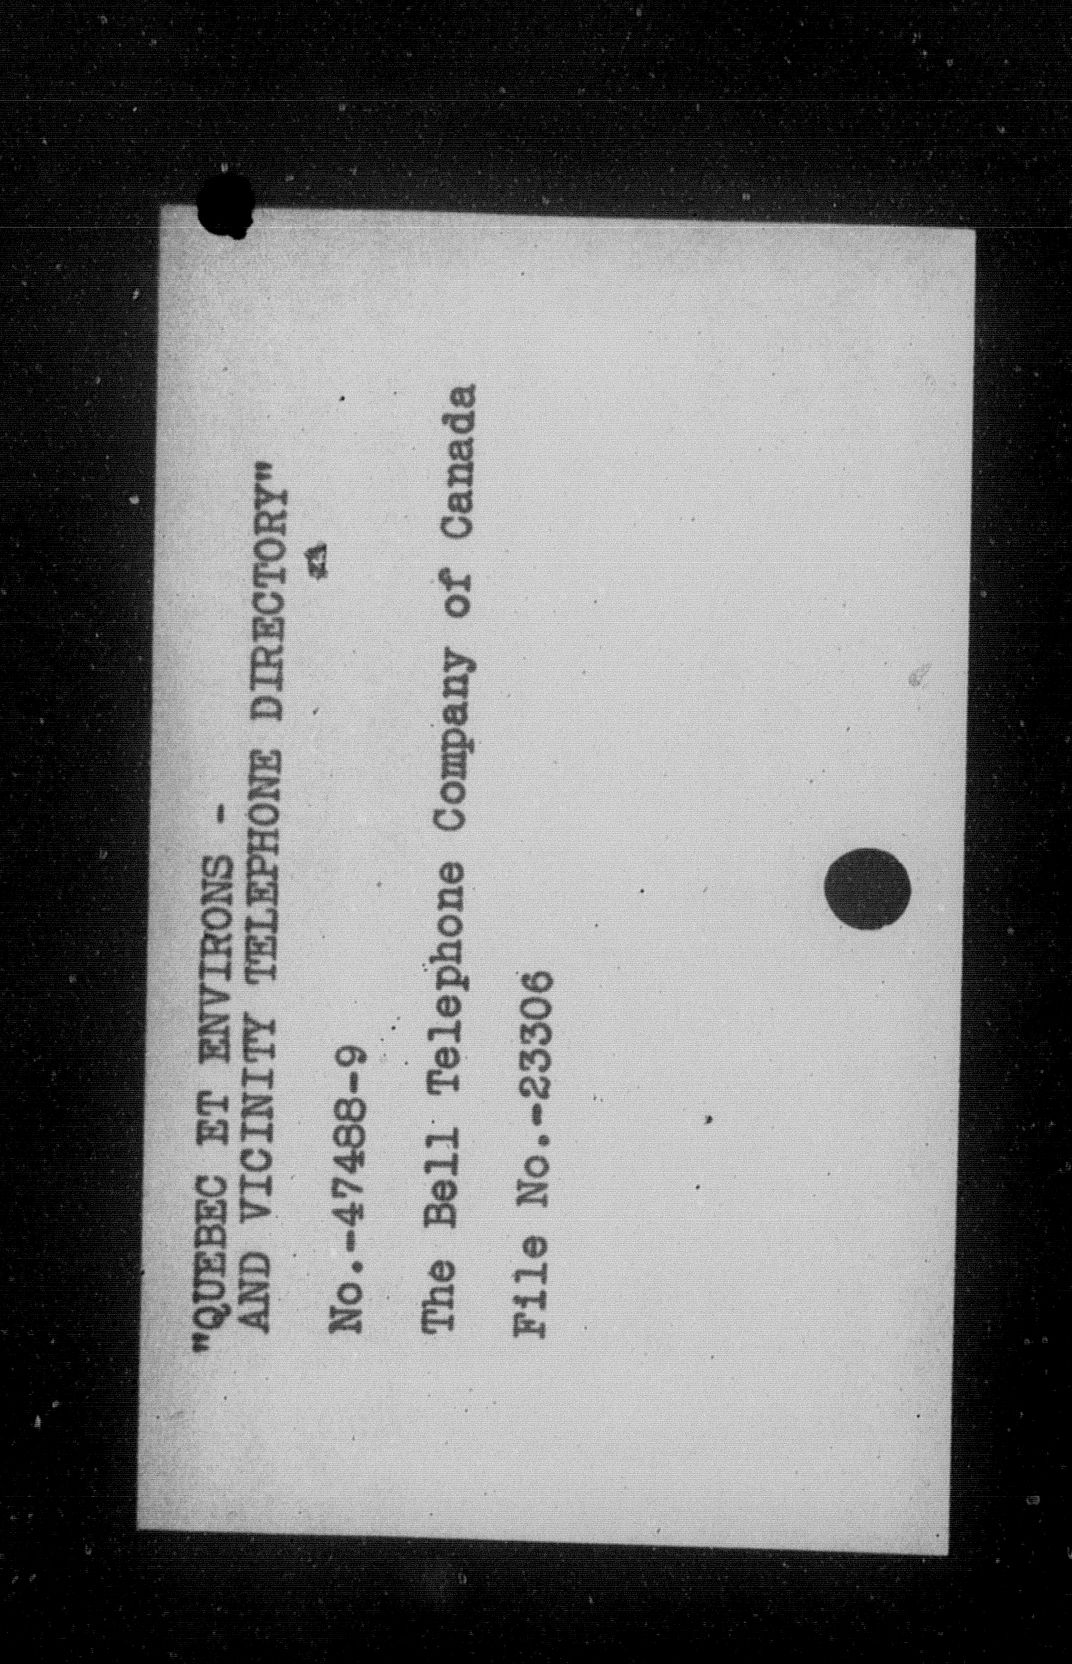 "QUEBEC ET ENVIRONS -
AND VICINITY TELEPHONE DIRECTORY"
No.-47488-9
The Bell Telephone Company of Canada
File No.-23306